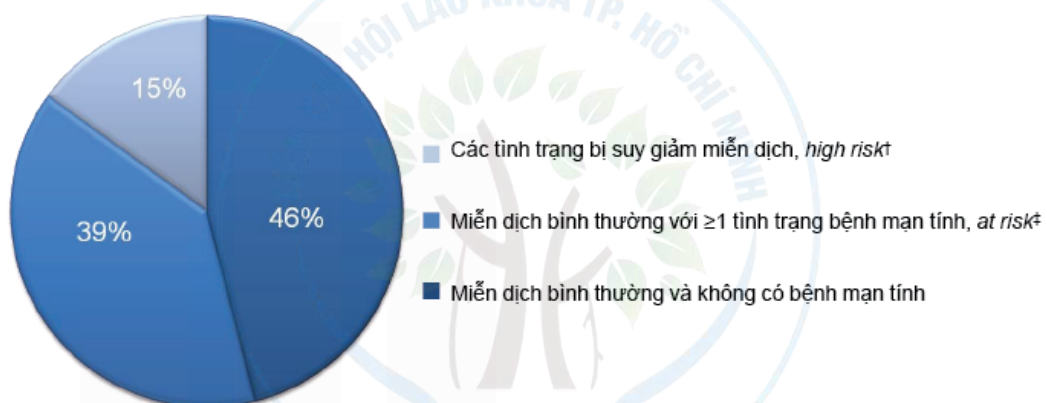 HỘI LAO KHOA TP. HỒ CHÍ MINH
15%
39%
46%
Các tình trạng bị suy giảm miễn dịch, high risk†
Miễn dịch bình thường với ≥1 tình trạng bệnh mạn tính, at risk‡
Miễn dịch bình thường và không có bệnh mạn tính